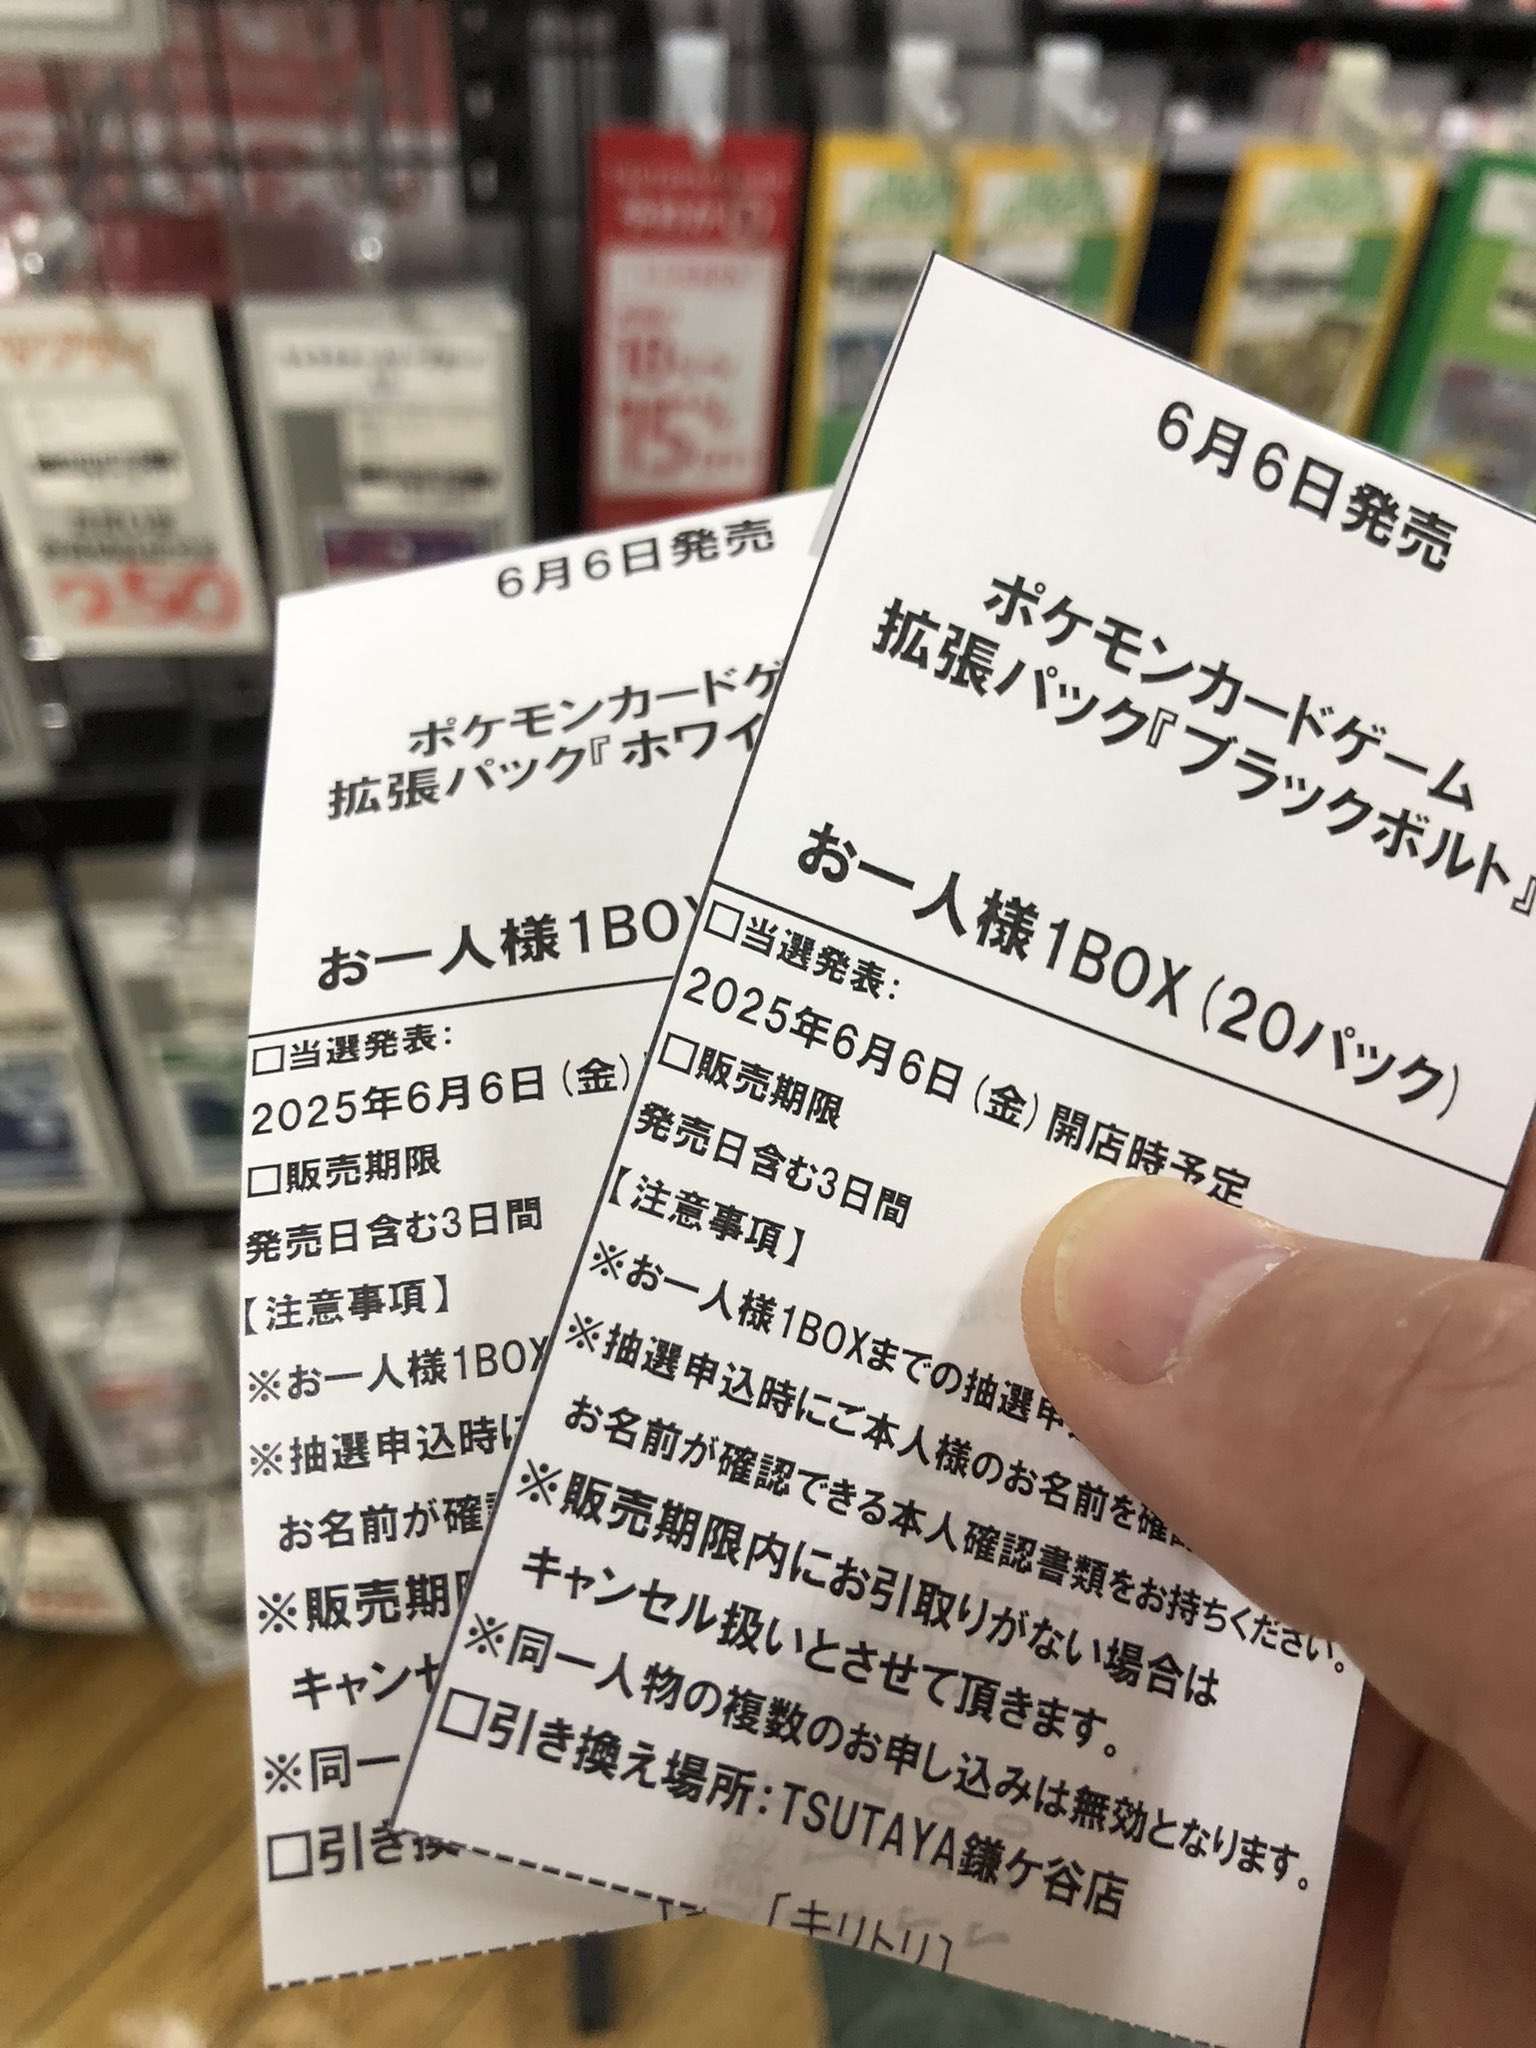 6月6日発売
ポケモンカードゲーム
拡張パック『ブラックボルト』
お一人様1BOX(20パック)
□当選発表:
2025年6月6日(金)開店時予定
□販売期限
発売日含む3日間
【注意事項】
※お一人様1BOXまでの抽選申
※抽選申込時にご本人様のお名前を確認
お名前が確認できる本人確認書類をお持ちください。
※販売期限内にお引取りがない場合は
キャンセル扱いとさせて頂きます。
※同一人物の複数のお申し込みは無効となります。
□引き換え場所:TSUTAYA鎌ケ谷店
「キリトリ」
6月6日発売
ポケモンカードゲ
拡張パック『ホワイ
お一人様1BOX
□当選発表:
2025年6月6日(金)
□販売期限
発売日含む3日間
【注意事項】
※お一人様1BOX
※抽選申込時に
お名前が確認
※販売期限
キャンセ
※同一
□引き換
250